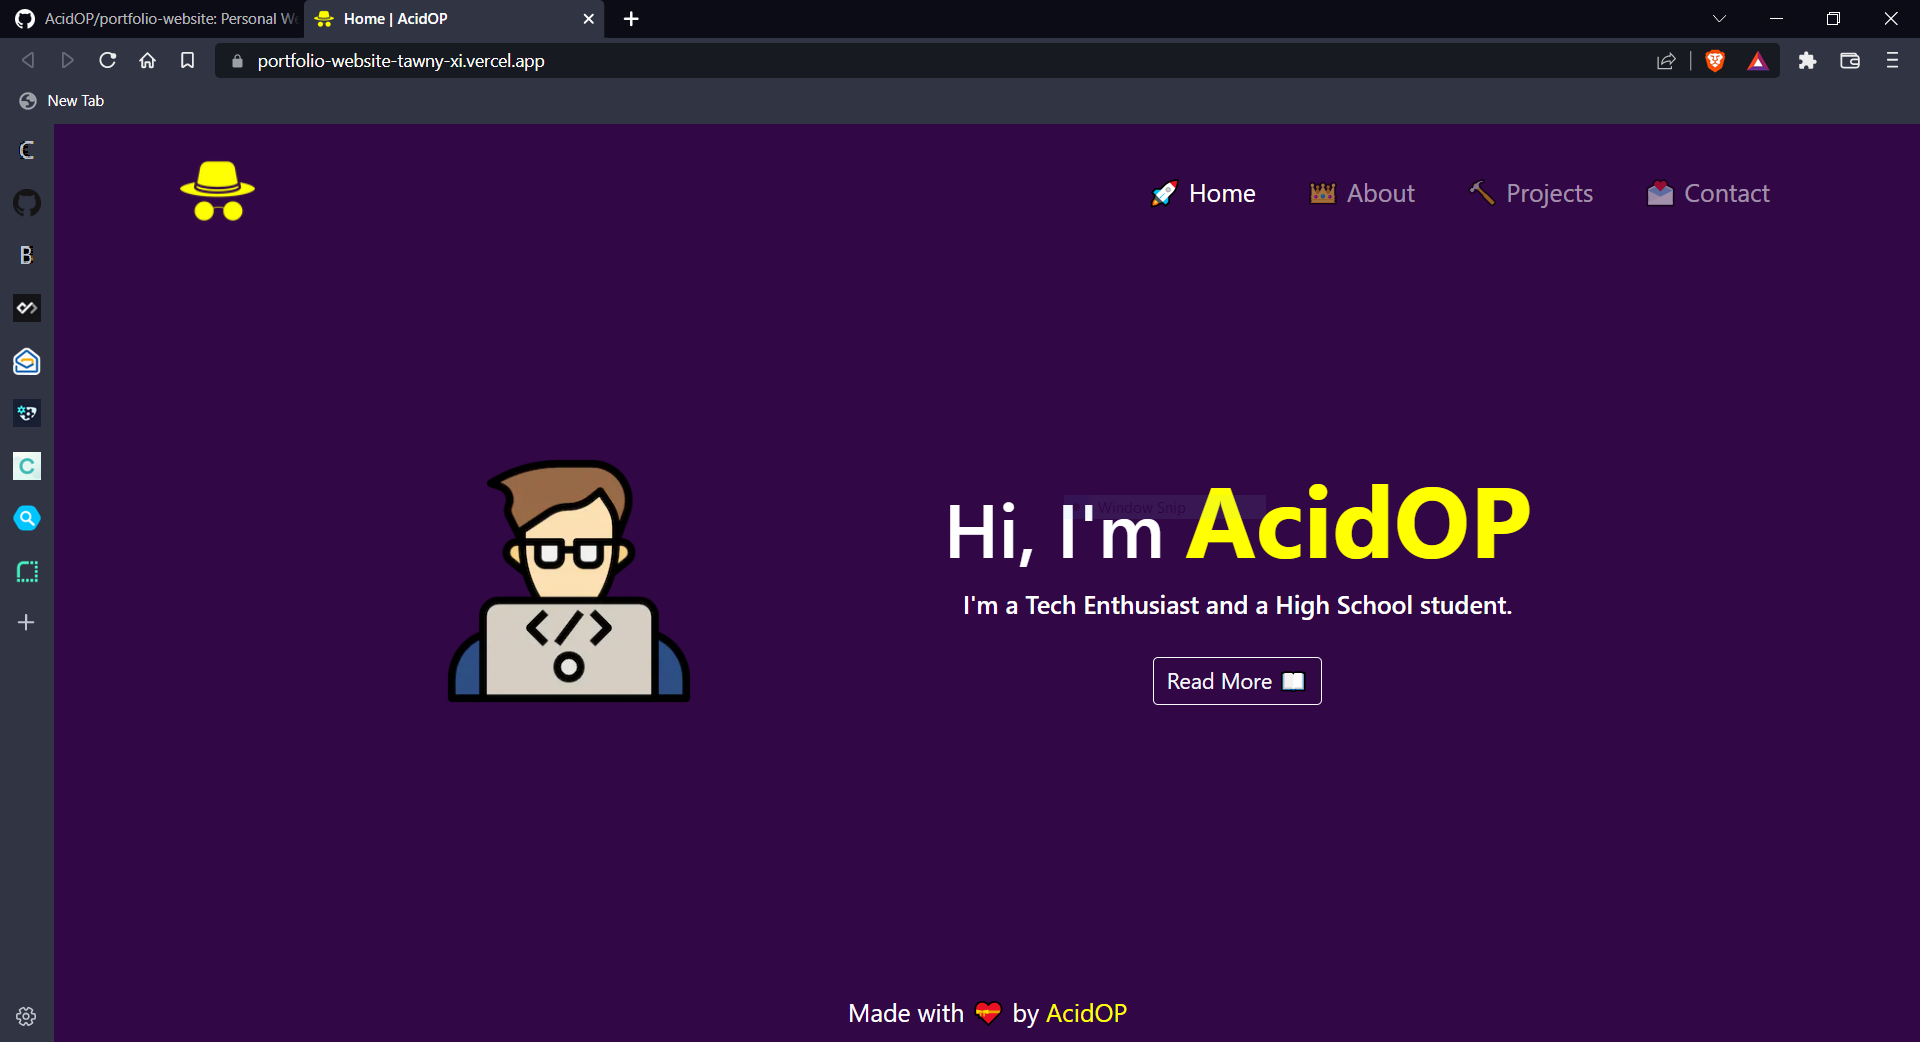 AcidOP/portfolio-website: Personal We
Home | AcidOP
portfolio-website-tawny-xi.vercel.app
New Tab
Home
About
Projects
Contact
Window Snip
Hi, I'm AcidOP
I'm a Tech Enthusiast and a High School student.
</>
Read More
Made with by AcidOP